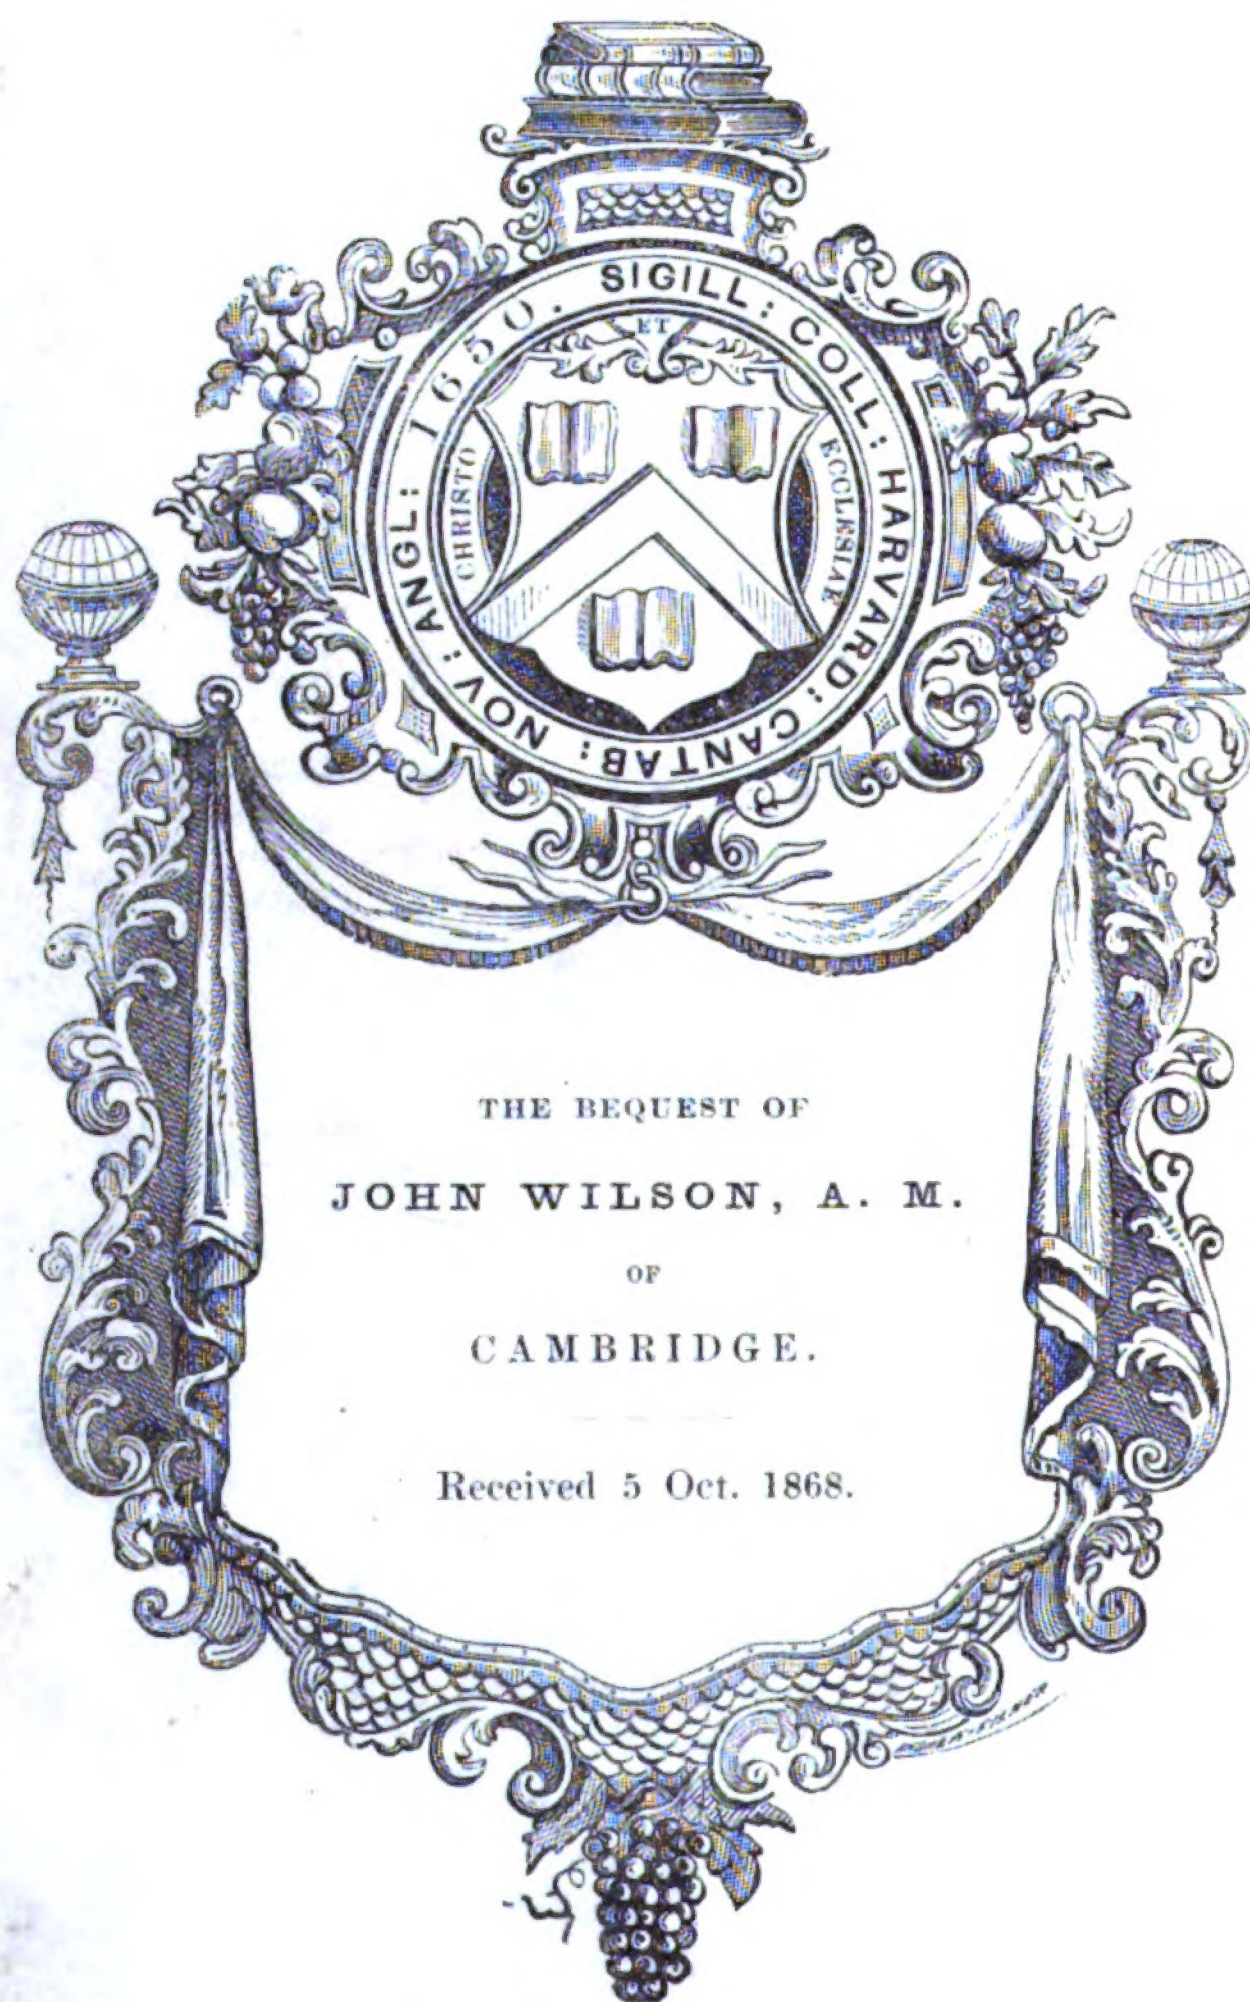 SIGILL: COLL: HARVARD: CANTAB: NOV: ANGL: 1650.
CHRISTO ET ECCLESIAE
THE BEQUEST OF
JOHN WILSON, A. M.
OF
CAMBRIDGE.
Received 5 Oct. 1868.